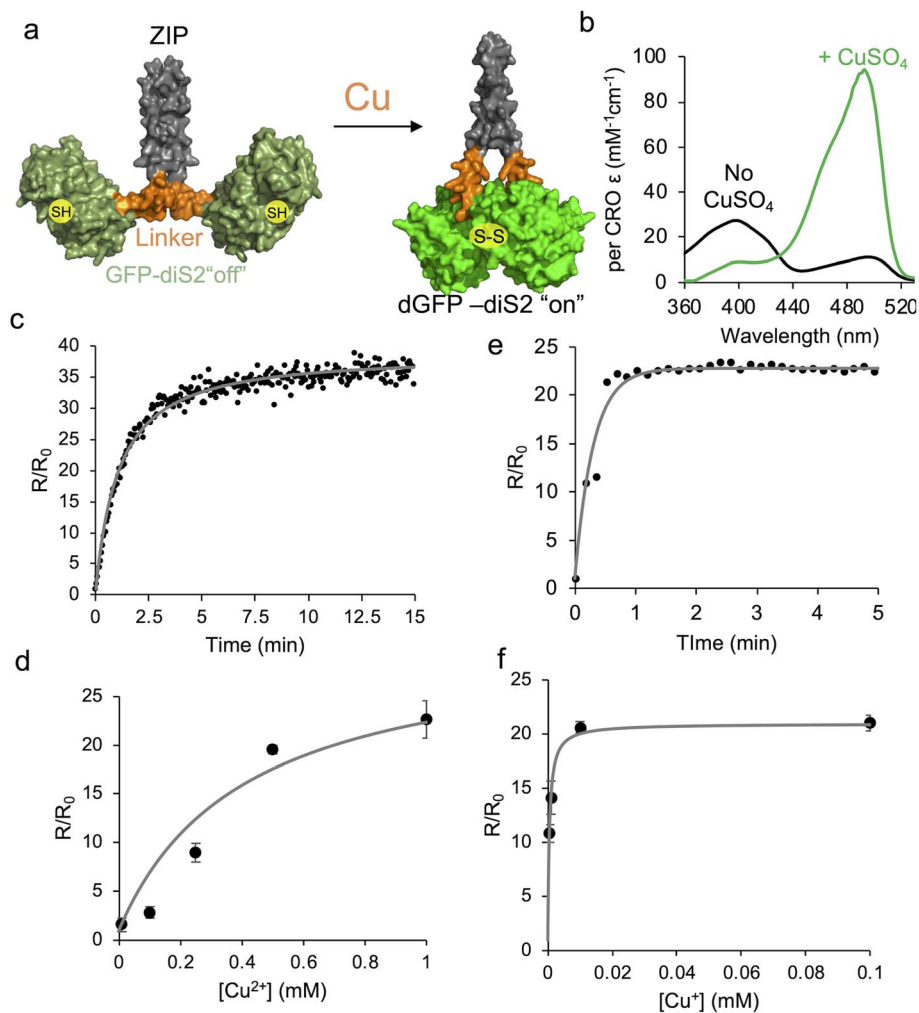 a
ZIP
Cu
SH
SH
S-S
Linker
GFP-diS2“off”
dGFP –diS2 “on”
b
+ CuSO₄
No
CuSO₄
per CRO ε (mM⁻¹cm⁻¹)
100
80
60
40
20
0
360
400
440
480
520
Wavelength (nm)
c
R/R₀
40
35
30
25
20
15
10
5
0
0
2.5
5
7.5
10
12.5
15
Time (min)
e
R/R₀
25
20
15
10
5
0
0
1
2
3
4
5
TIme (min)
d
R/R₀
25
20
15
10
5
0
0
0.2
0.4
0.6
0.8
1
[Cu²⁺] (mM)
f
R/R₀
25
20
15
10
5
0
0
0.02
0.04
0.06
0.08
0.1
[Cu⁺] (mM)